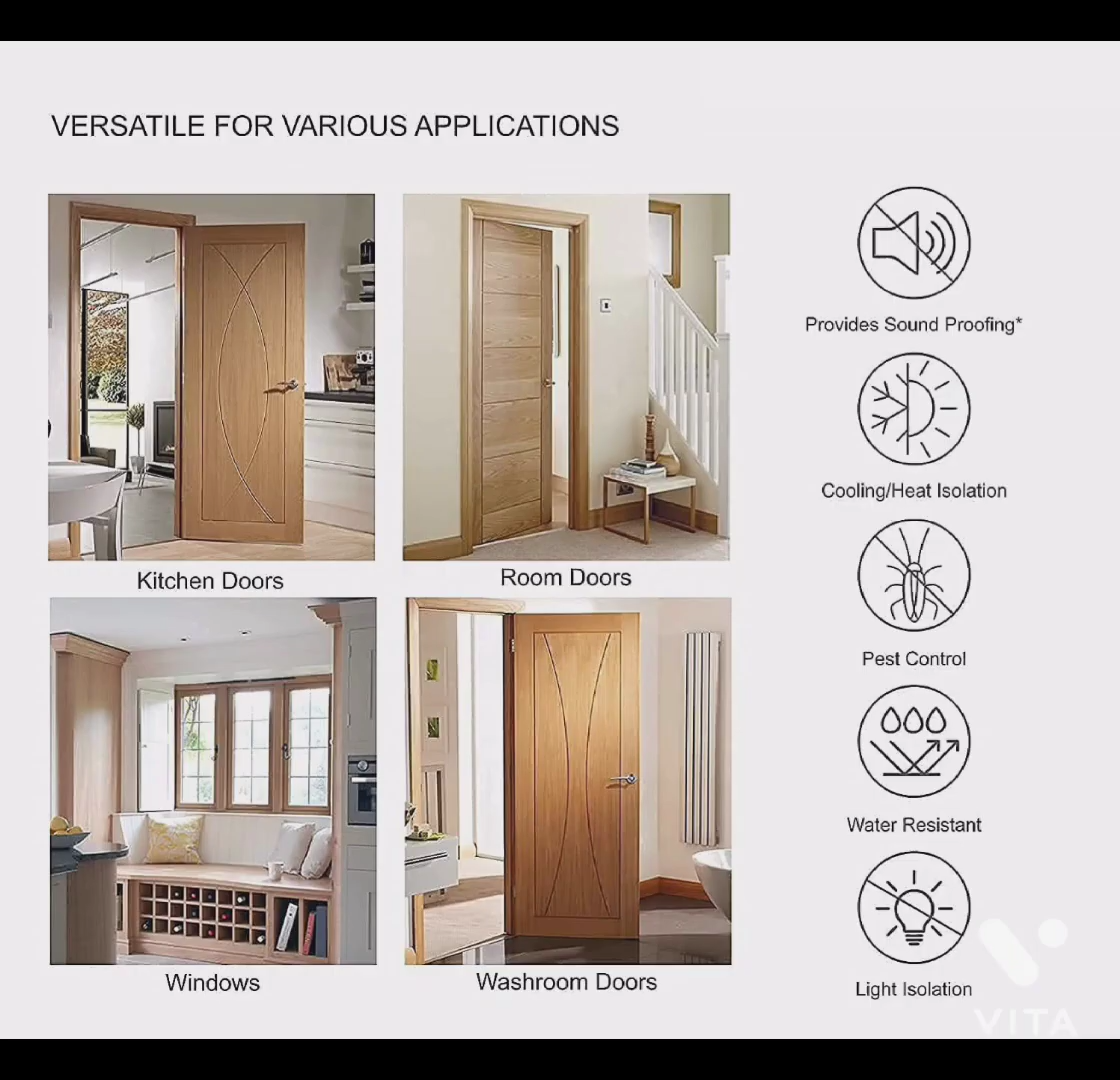 VERSATILE FOR VARIOUS APPLICATIONS
Kitchen Doors
Room Doors
Windows
Washroom Doors
Provides Sound Proofing*
Cooling/Heat Isolation
Pest Control
Water Resistant
Light Isolation
VITA